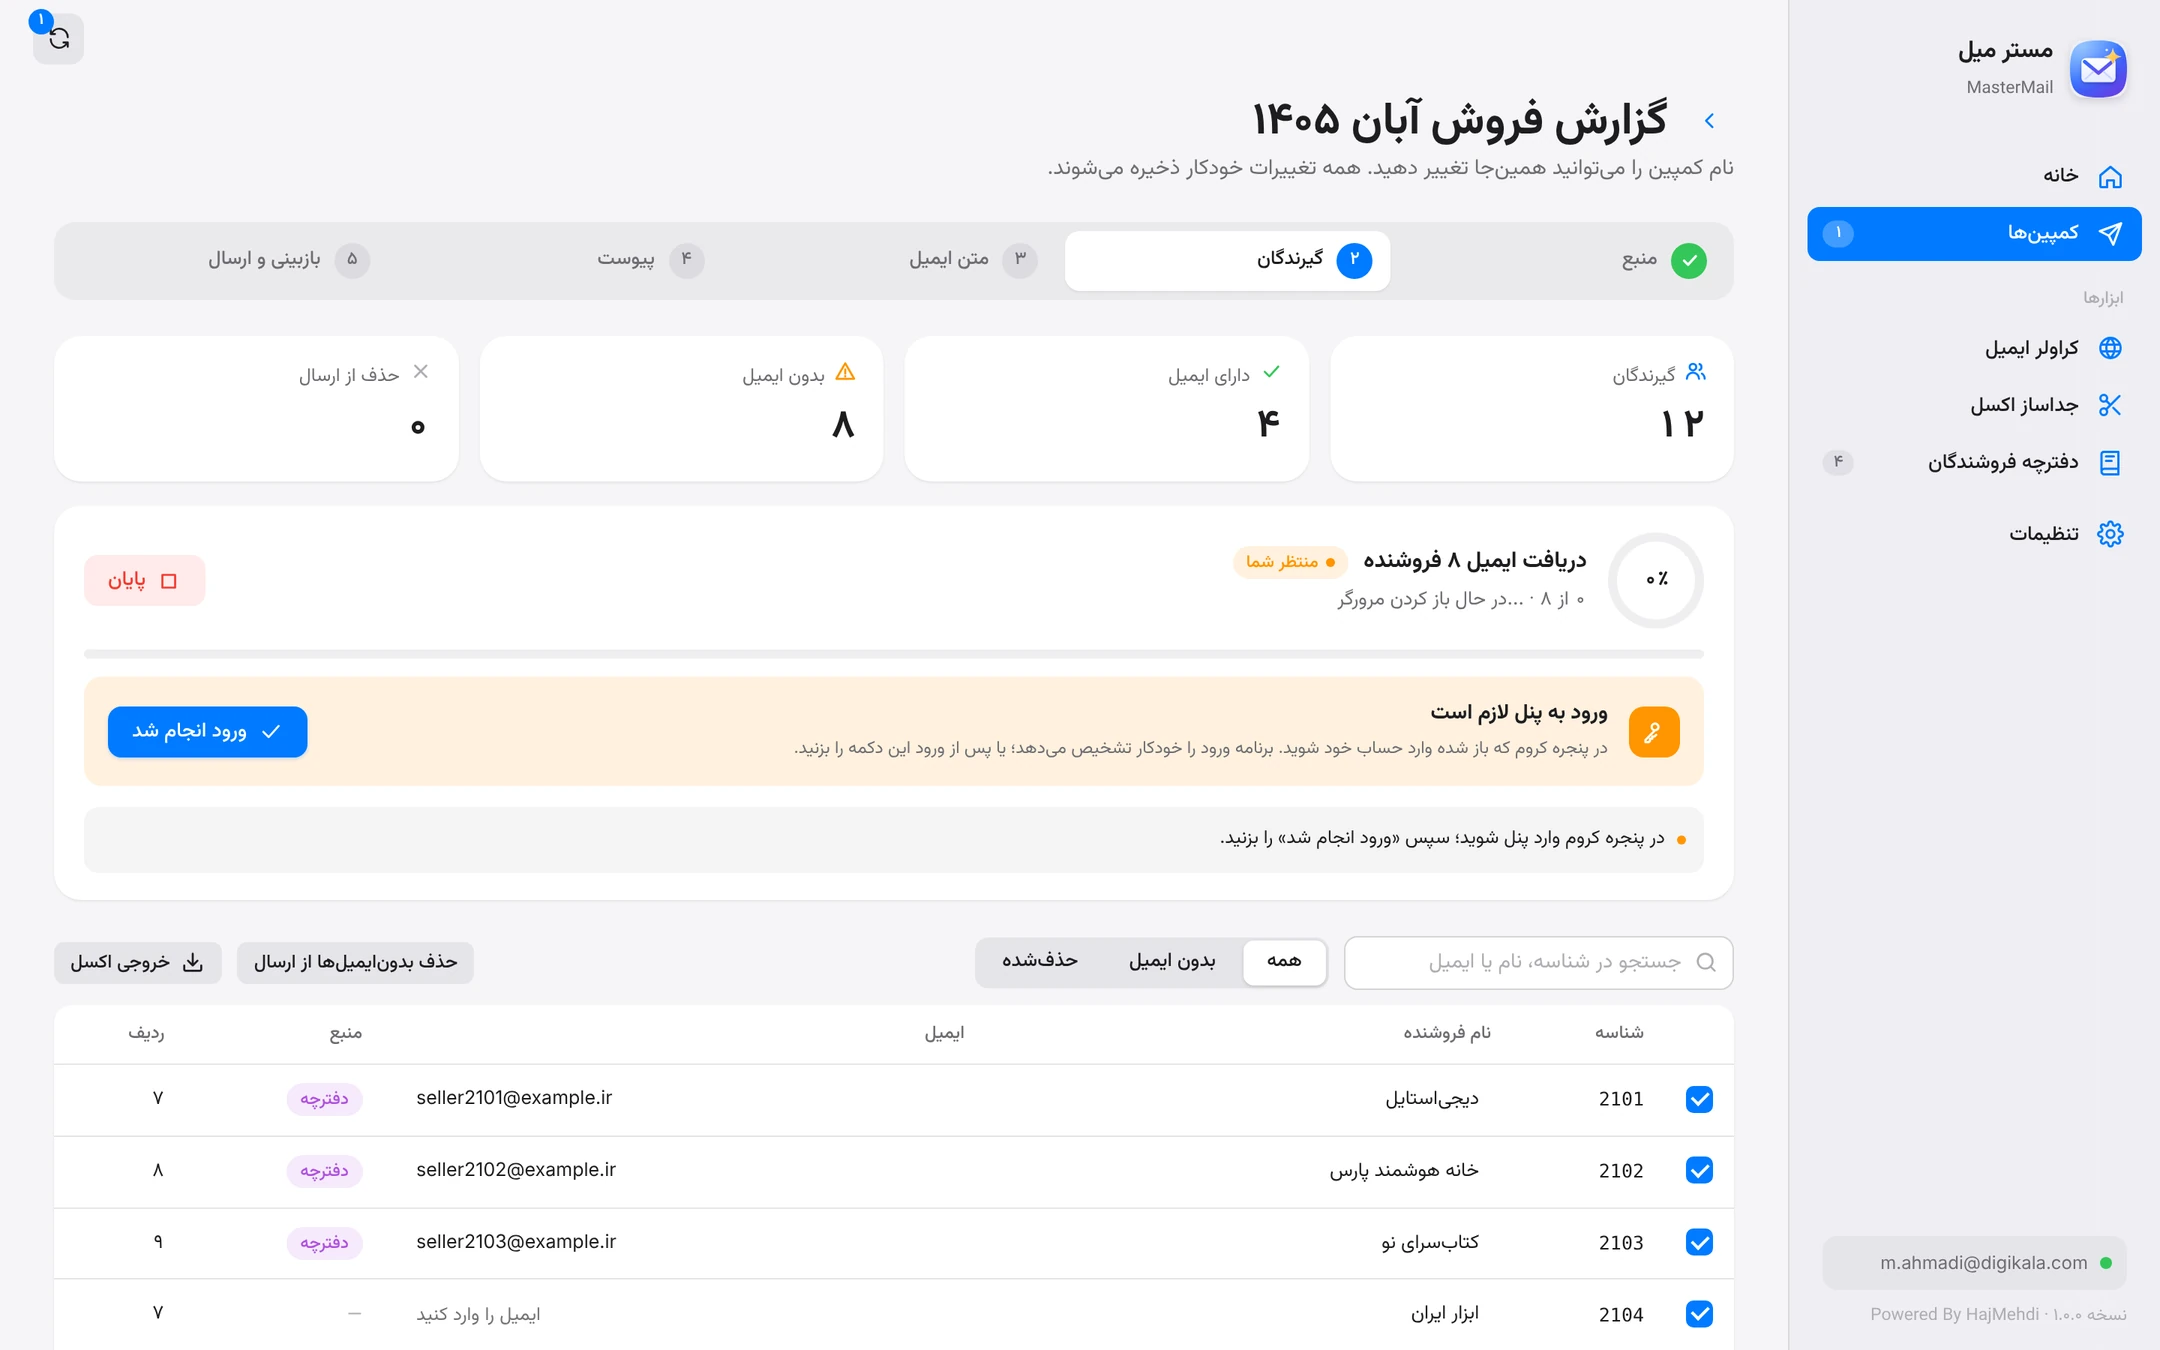 مستر میل
MasterMail
خانه
کمپین‌ها
۱
ابزارها
کراولر ایمیل
جداساز اکسل
دفترچه فروشندگان
۴
تنظیمات
m.ahmadi@digikala.com
نسخه ۱.۰.۰ · Powered By HajMehdi
۱
گزارش فروش آبان ۱۴۰۵
نام کمپین را می‌توانید همین‌جا تغییر دهید. همه تغییرات خودکار ذخیره می‌شوند.
منبع
۲ گیرندگان
۳ متن ایمیل
۴ پیوست
۵ بازبینی و ارسال
گیرندگان
۱۲
دارای ایمیل
۴
بدون ایمیل
۸
حذف از ارسال
۰
۰٪
دریافت ایمیل ۸ فروشنده
منتظر شما
۰ از ۸ · ...در حال باز کردن مرورگر
پایان
ورود به پنل لازم است
در پنجره کروم که باز شده وارد حساب خود شوید. برنامه ورود را خودکار تشخیص می‌دهد؛ یا پس از ورود این دکمه را بزنید.
ورود انجام شد
در پنجره کروم وارد پنل شوید؛ سپس «ورود انجام شد» را بزنید.
جستجو در شناسه، نام یا ایمیل
همه
بدون ایمیل
حذف‌شده
حذف بدون‌ایمیل‌ها از ارسال
خروجی اکسل
شناسه نام فروشنده ایمیل منبع ردیف
2101 دیجی‌استایل seller2101@example.ir دفترچه ۷
2102 خانه هوشمند پارس seller2102@example.ir دفترچه ۸
2103 کتاب‌سرای نو seller2103@example.ir دفترچه ۹
2104 ابزار ایران ایمیل را وارد کنید — ۷